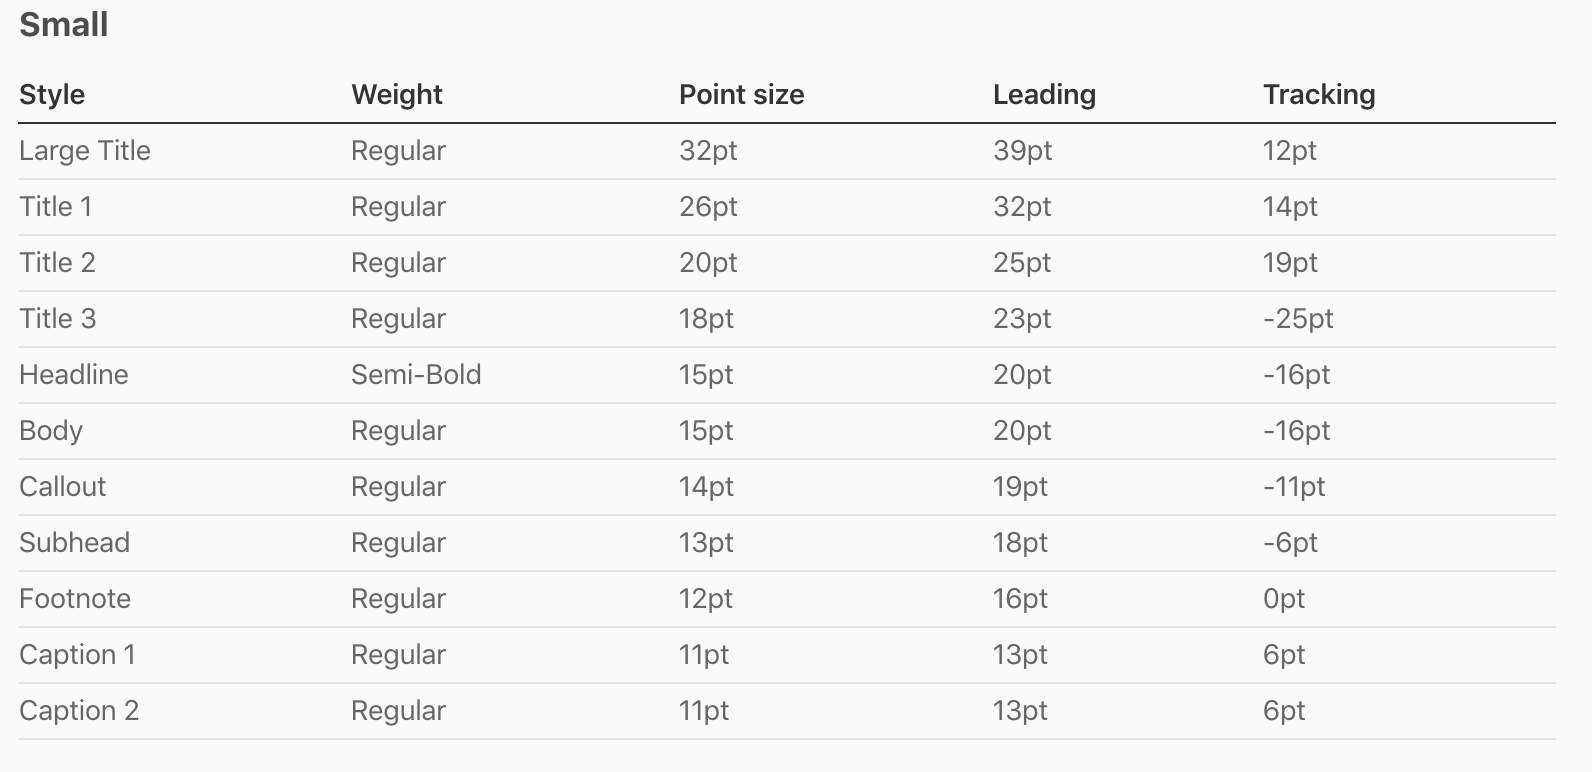 Small
Style Weight Point size Leading Tracking
Large Title Regular 32pt 39pt 12pt
Title 1 Regular 26pt 32pt 14pt
Title 2 Regular 20pt 25pt 19pt
Title 3 Regular 18pt 23pt -25pt
Headline Semi-Bold 15pt 20pt -16pt
Body Regular 15pt 20pt -16pt
Callout Regular 14pt 19pt -11pt
Subhead Regular 13pt 18pt -6pt
Footnote Regular 12pt 16pt 0pt
Caption 1 Regular 11pt 13pt 6pt
Caption 2 Regular 11pt 13pt 6pt